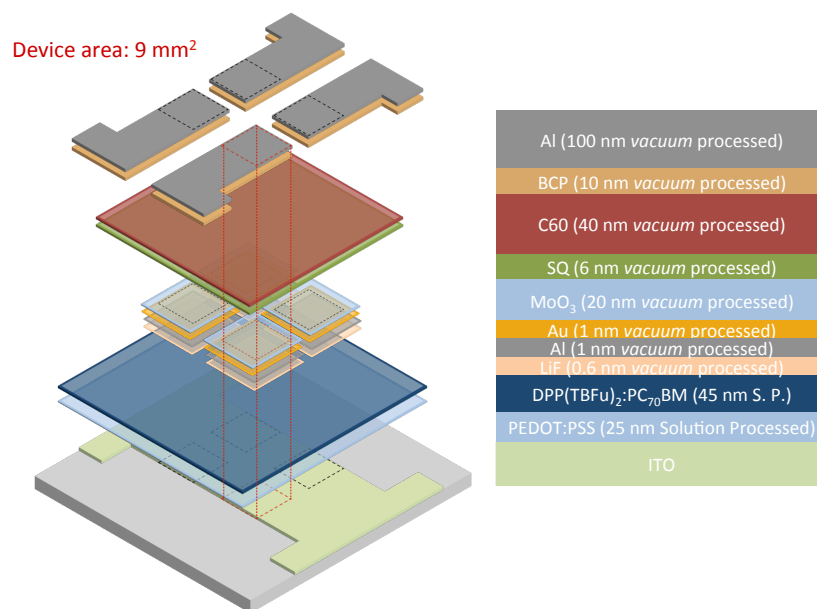 Device area: 9 mm²
Al (100 nm vacuum processed)
BCP (10 nm vacuum processed)
C60 (40 nm vacuum processed)
SQ (6 nm vacuum processed)
MoO₃ (20 nm vacuum processed)
Au (1 nm vacuum processed)
Al (1 nm vacuum processed)
LiF (0.6 nm vacuum processed)
DPP(TBFu)₂:PC₇₀BM (45 nm S. P.)
PEDOT:PSS (25 nm Solution Processed)
ITO